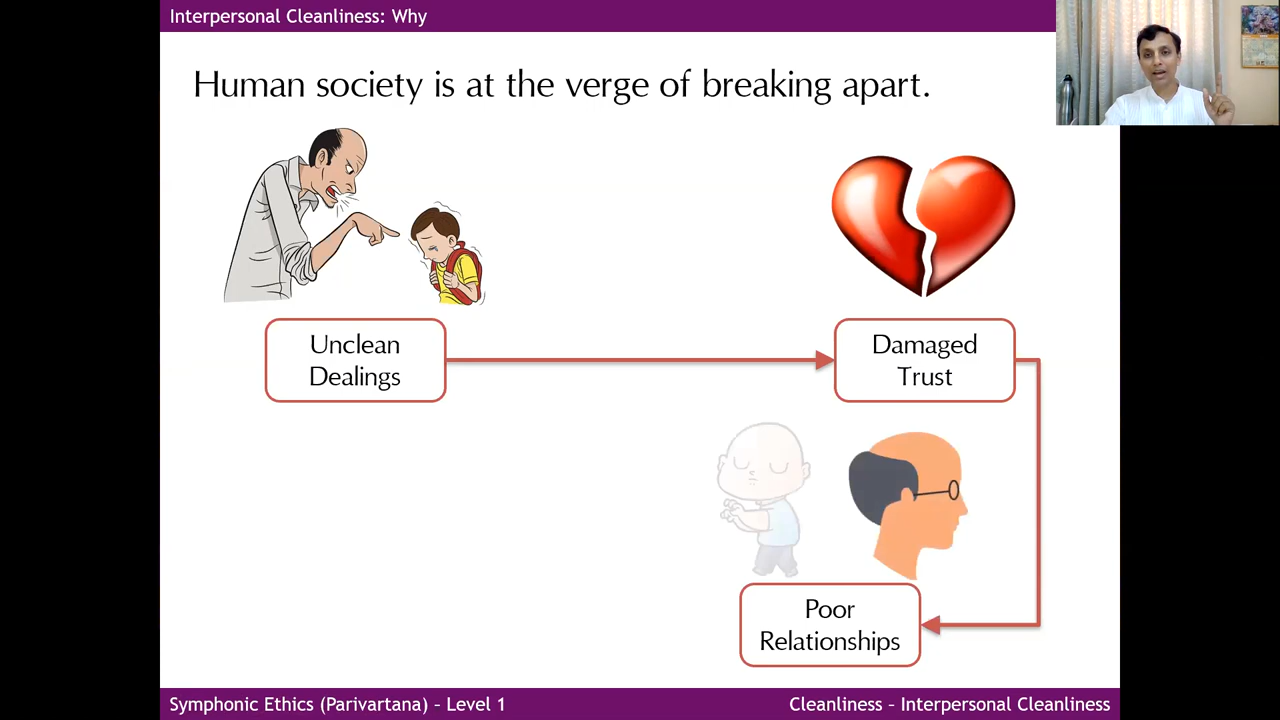 Interpersonal Cleanliness: Why
Human society is at the verge of breaking apart.
Unclean
Dealings
Damaged
Trust
Poor
Relationships
Symphonic Ethics (Parivartana) – Level 1
Cleanliness – Interpersonal Cleanliness